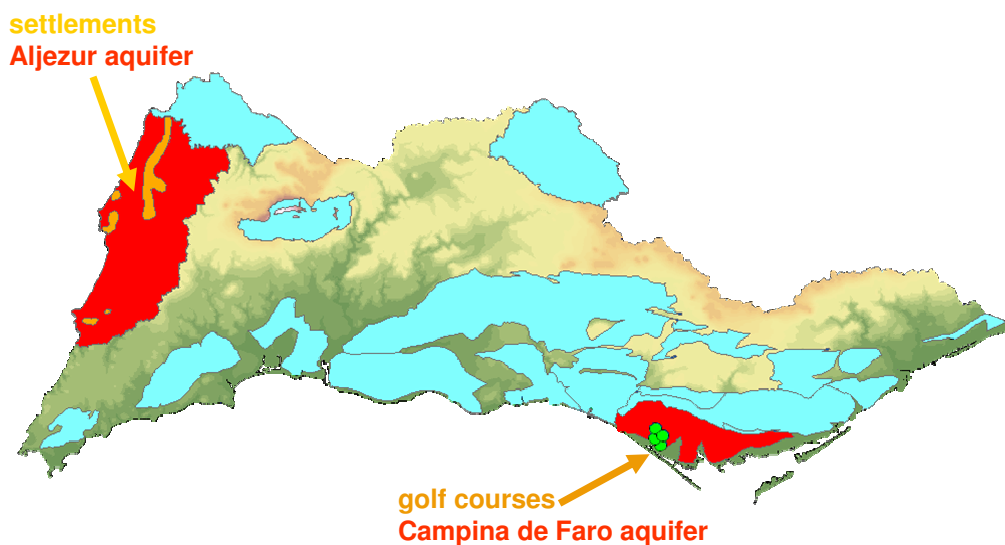 settlements
Aljezur aquifer
golf courses
Campina de Faro aquifer